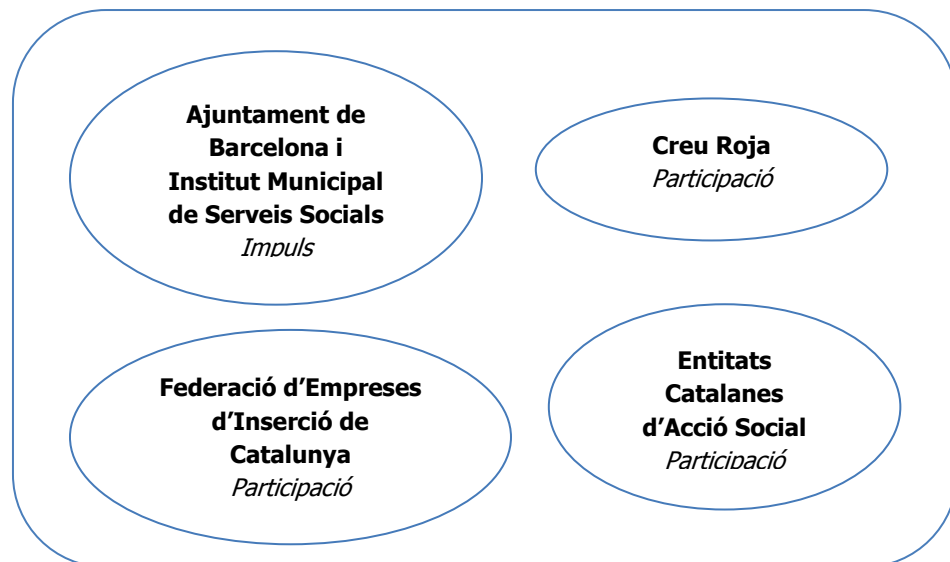 Ajuntament de
Barcelona i
Institut Municipal
de Serveis Socials
Impuls
Creu Roja
Participació
Federació d’Empreses
d’Inserció de
Catalunya
Participació
Entitats
Catalanes
d’Acció Social
Participació